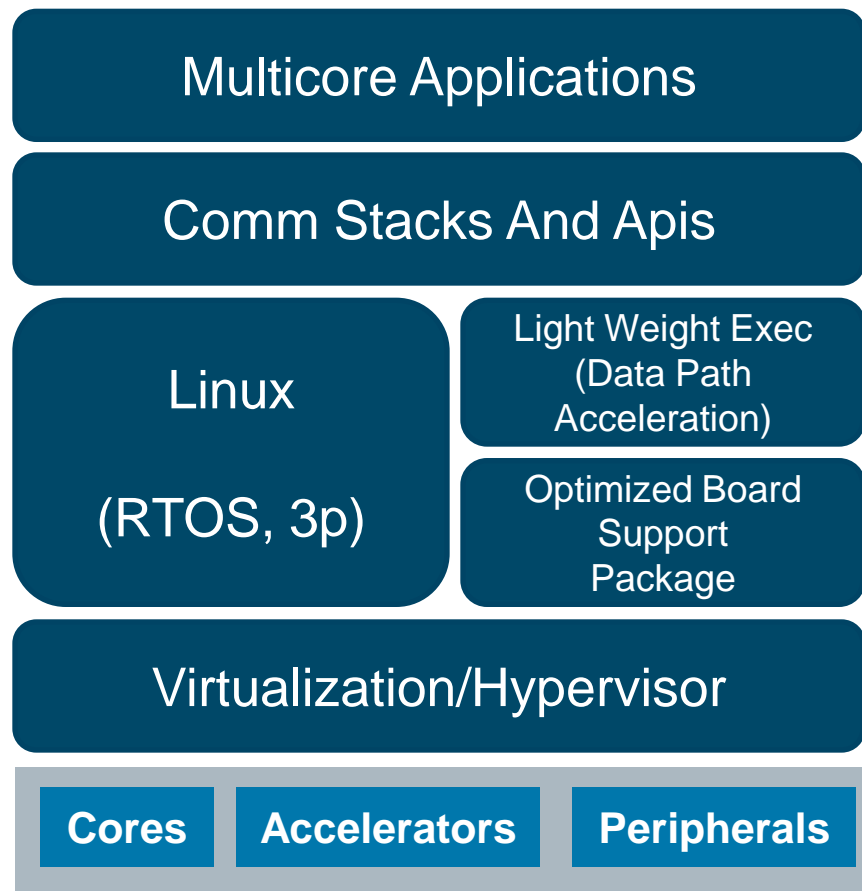 Multicore Applications
Comm Stacks And Apis
Linux
(RTOS, 3p)
Light Weight Exec
(Data Path
Acceleration)
Optimized Board
Support
Package
Virtualization/Hypervisor
Cores
Accelerators
Peripherals